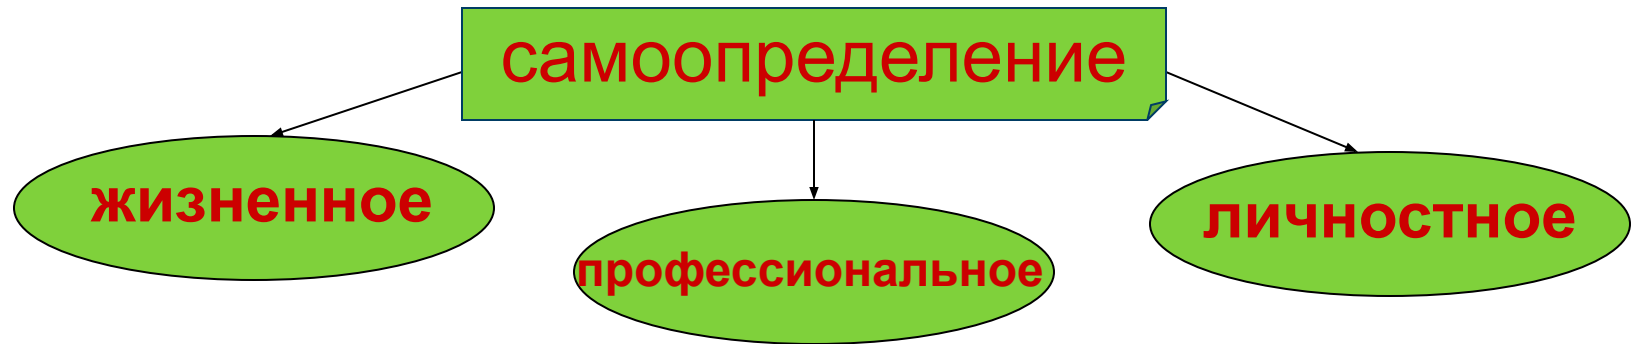 самоопределение
жизненное
профессиональное
личностное